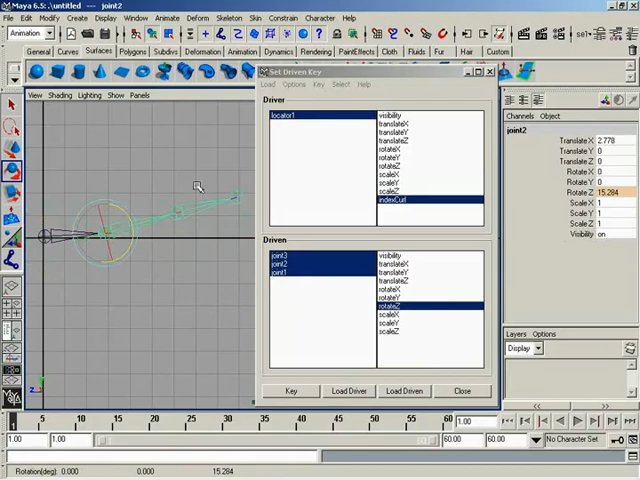 Maya 6.5: .\untitled --- joint2
File Edit Modify Create Display Window Animate Deform Skeleton Skin Constrain Character Help
Animation
sel
General Curves Surfaces Polygons Subdivs Deformation Animation Dynamics Rendering PaintEffects Cloth Fluids Fur Hair Custom
View Shading Lighting Show Panels
Set Driven Key
Load Options Key Select Help
Driver
locator1
visibility
translateX
translateY
translateZ
rotateX
rotateY
rotateZ
scaleX
scaleY
scaleZ
indexCurl
Driven
joint3
joint2
joint1
visibility
translateX
translateY
translateZ
rotateX
rotateY
rotateZ
scaleX
scaleY
scaleZ
Key Load Driver Load Driven Close
Channels Object
joint2
Translate X 2.778
Translate Y 0
Translate Z 0
Rotate X 0
Rotate Y 0
Rotate Z 15.284
Scale X 1
Scale Y 1
Scale Z 1
Visibility on
Layers Options
Display
z
5 10 15 20 25 30 35 40 45 50 55 60
1.00
1.00 1.00 60.00 60.00 No Character Set
Rotation(deg): 0.000 0.000 15.284